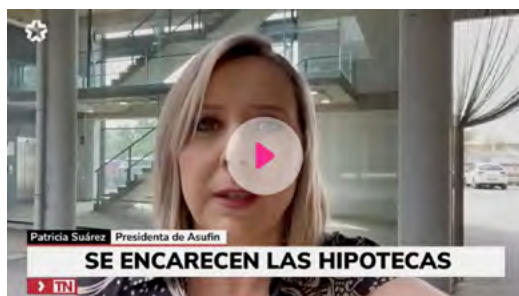 Patricia Suárez Presidenta de Asufin
SE ENCARECEN LAS HIPOTECAS
TN